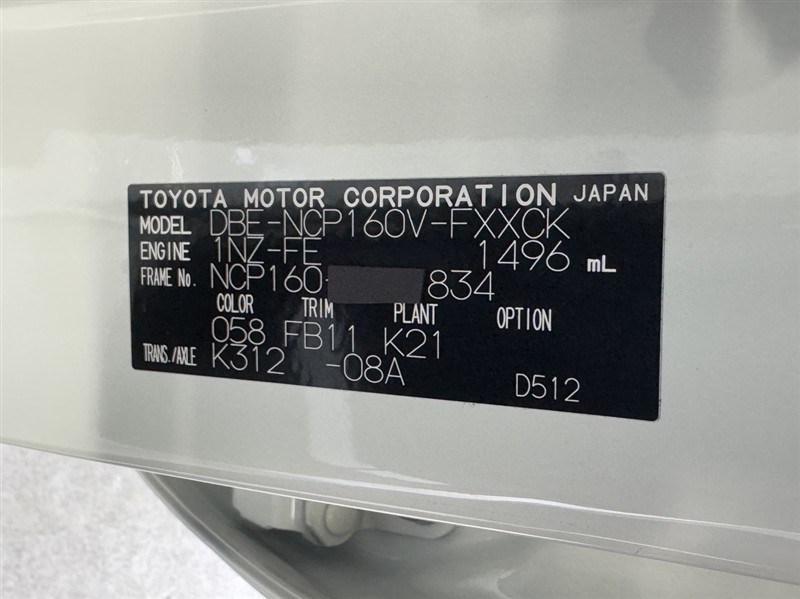 TOYOTA MOTOR CORPORATION JAPAN
MODEL DBE-NCP160V-FXXCK
ENGINE 1NZ-FE 1496 mL
FRAME No. NCP160- 834
COLOR TRIM PLANT OPTION
058 FB11 K21
TRANS./AXLE K312 -08A
D512